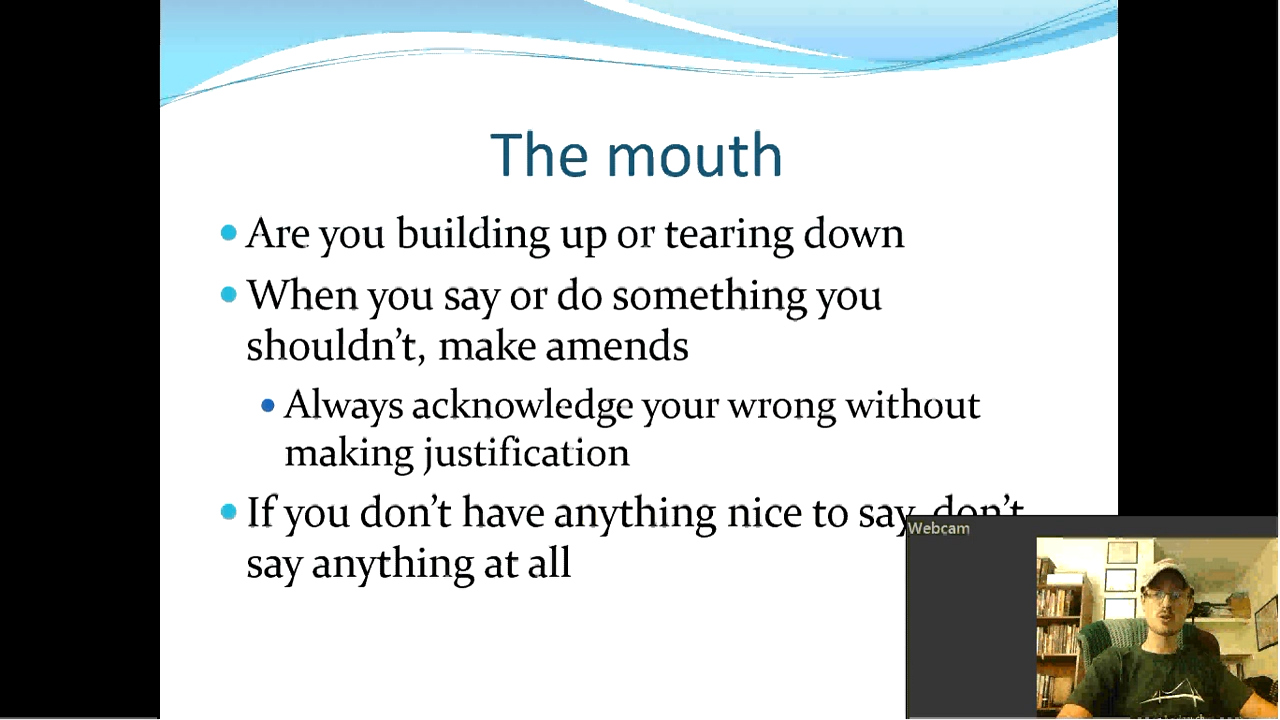 The mouth
Are you building up or tearing down
When you say or do something you
shouldn't, make amends
Always acknowledge your wrong without
making justification
If you don't have anything nice to say, don't
say anything at all
Webcam